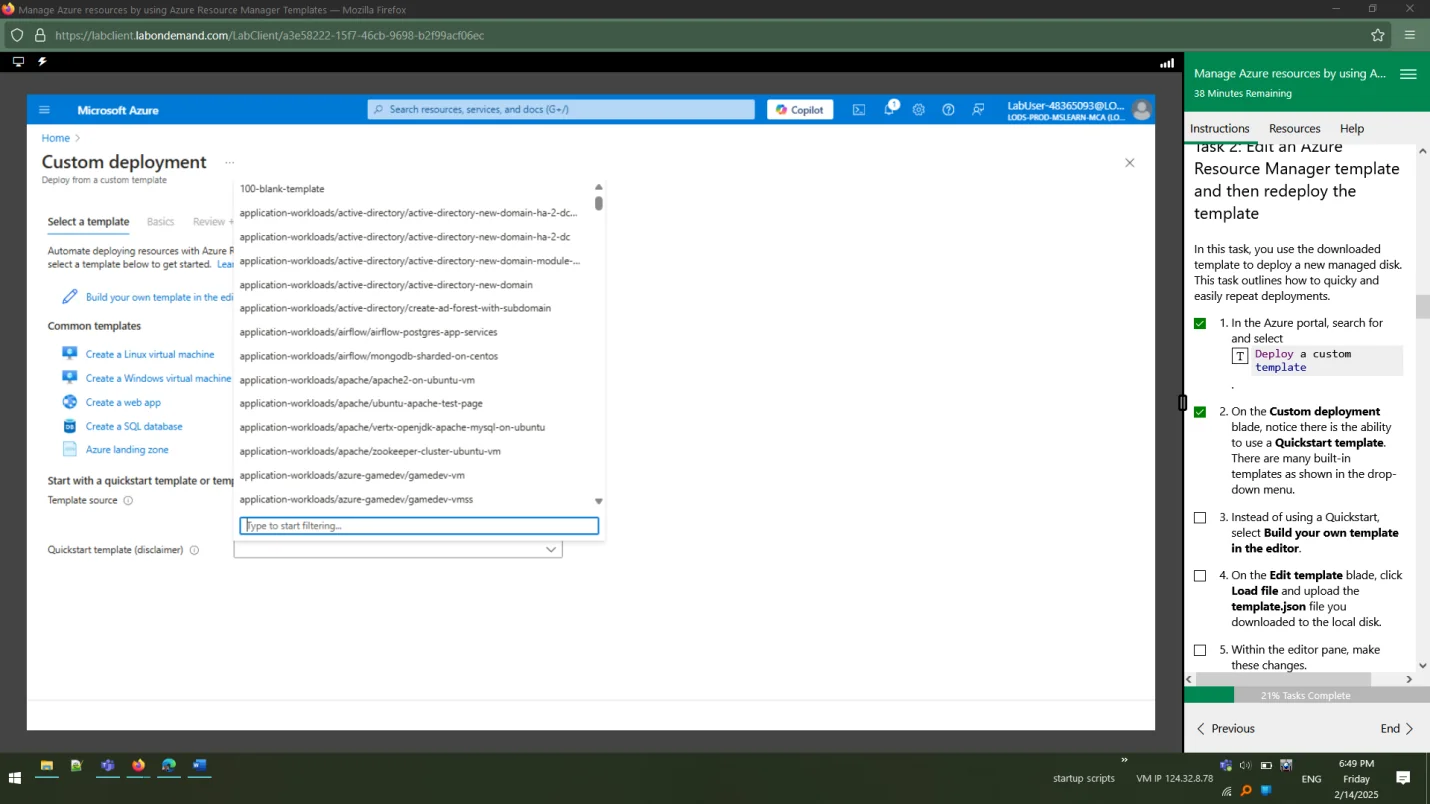 Manage Azure resources by using Azure Resource Manager Templates — Mozilla Firefox
https://labclient.labondemand.com/LabClient/a3e58222-15f7-46cb-9698-b2f99acf06ec
Microsoft Azure
Search resources, services, and docs (G+/)
Copilot
1
LabUser-48365093@LO...
LODS-PROD-MSLEARN-MCA (LO...
Home >
Custom deployment ...
Deploy from a custom template
Select a template
Basics
Review +
Automate deploying resources with Azure R
select a template below to get started. Lear
Build your own template in the edi
Common templates
Create a Linux virtual machine
Create a Windows virtual machine
Create a web app
Create a SQL database
Azure landing zone
Start with a quickstart template or temp
Template source
Quickstart template (disclaimer)
100-blank-template
application-workloads/active-directory/active-directory-new-domain-ha-2-dc...
application-workloads/active-directory/active-directory-new-domain-ha-2-dc
application-workloads/active-directory/active-directory-new-domain-module-...
application-workloads/active-directory/active-directory-new-domain
application-workloads/active-directory/create-ad-forest-with-subdomain
application-workloads/airflow/airflow-postgres-app-services
application-workloads/airflow/mongodb-sharded-on-centos
application-workloads/apache/apache2-on-ubuntu-vm
application-workloads/apache/ubuntu-apache-test-page
application-workloads/apache/vertx-openjdk-apache-mysql-on-ubuntu
application-workloads/apache/zookeeper-cluster-ubuntu-vm
application-workloads/azure-gamedev/gamedev-vm
application-workloads/azure-gamedev/gamedev-vmss
Type to start filtering...
Manage Azure resources by using A...
38 Minutes Remaining
Instructions
Resources
Help
Task 2: Edit an Azure
Resource Manager template
and then redeploy the
template
In this task, you use the downloaded
template to deploy a new managed disk.
This task outlines how to quicky and
easily repeat deployments.
1. In the Azure portal, search for
and select
T Deploy a custom
template
.
2. On the Custom deployment
blade, notice there is the ability
to use a Quickstart template.
There are many built-in
templates as shown in the drop-
down menu.
3. Instead of using a Quickstart,
select Build your own template
in the editor.
4. On the Edit template blade, click
Load file and upload the
template.json file you
downloaded to the local disk.
5. Within the editor pane, make
these changes.
21% Tasks Complete
< Previous
End >
startup scripts
VM IP 124.32.8.78
ENG
6:49 PM
Friday
2/14/2025